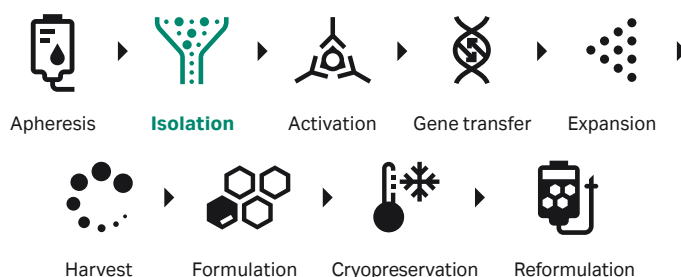 Apheresis Isolation Activation Gene transfer Expansion
Harvest Formulation Cryopreservation Reformulation